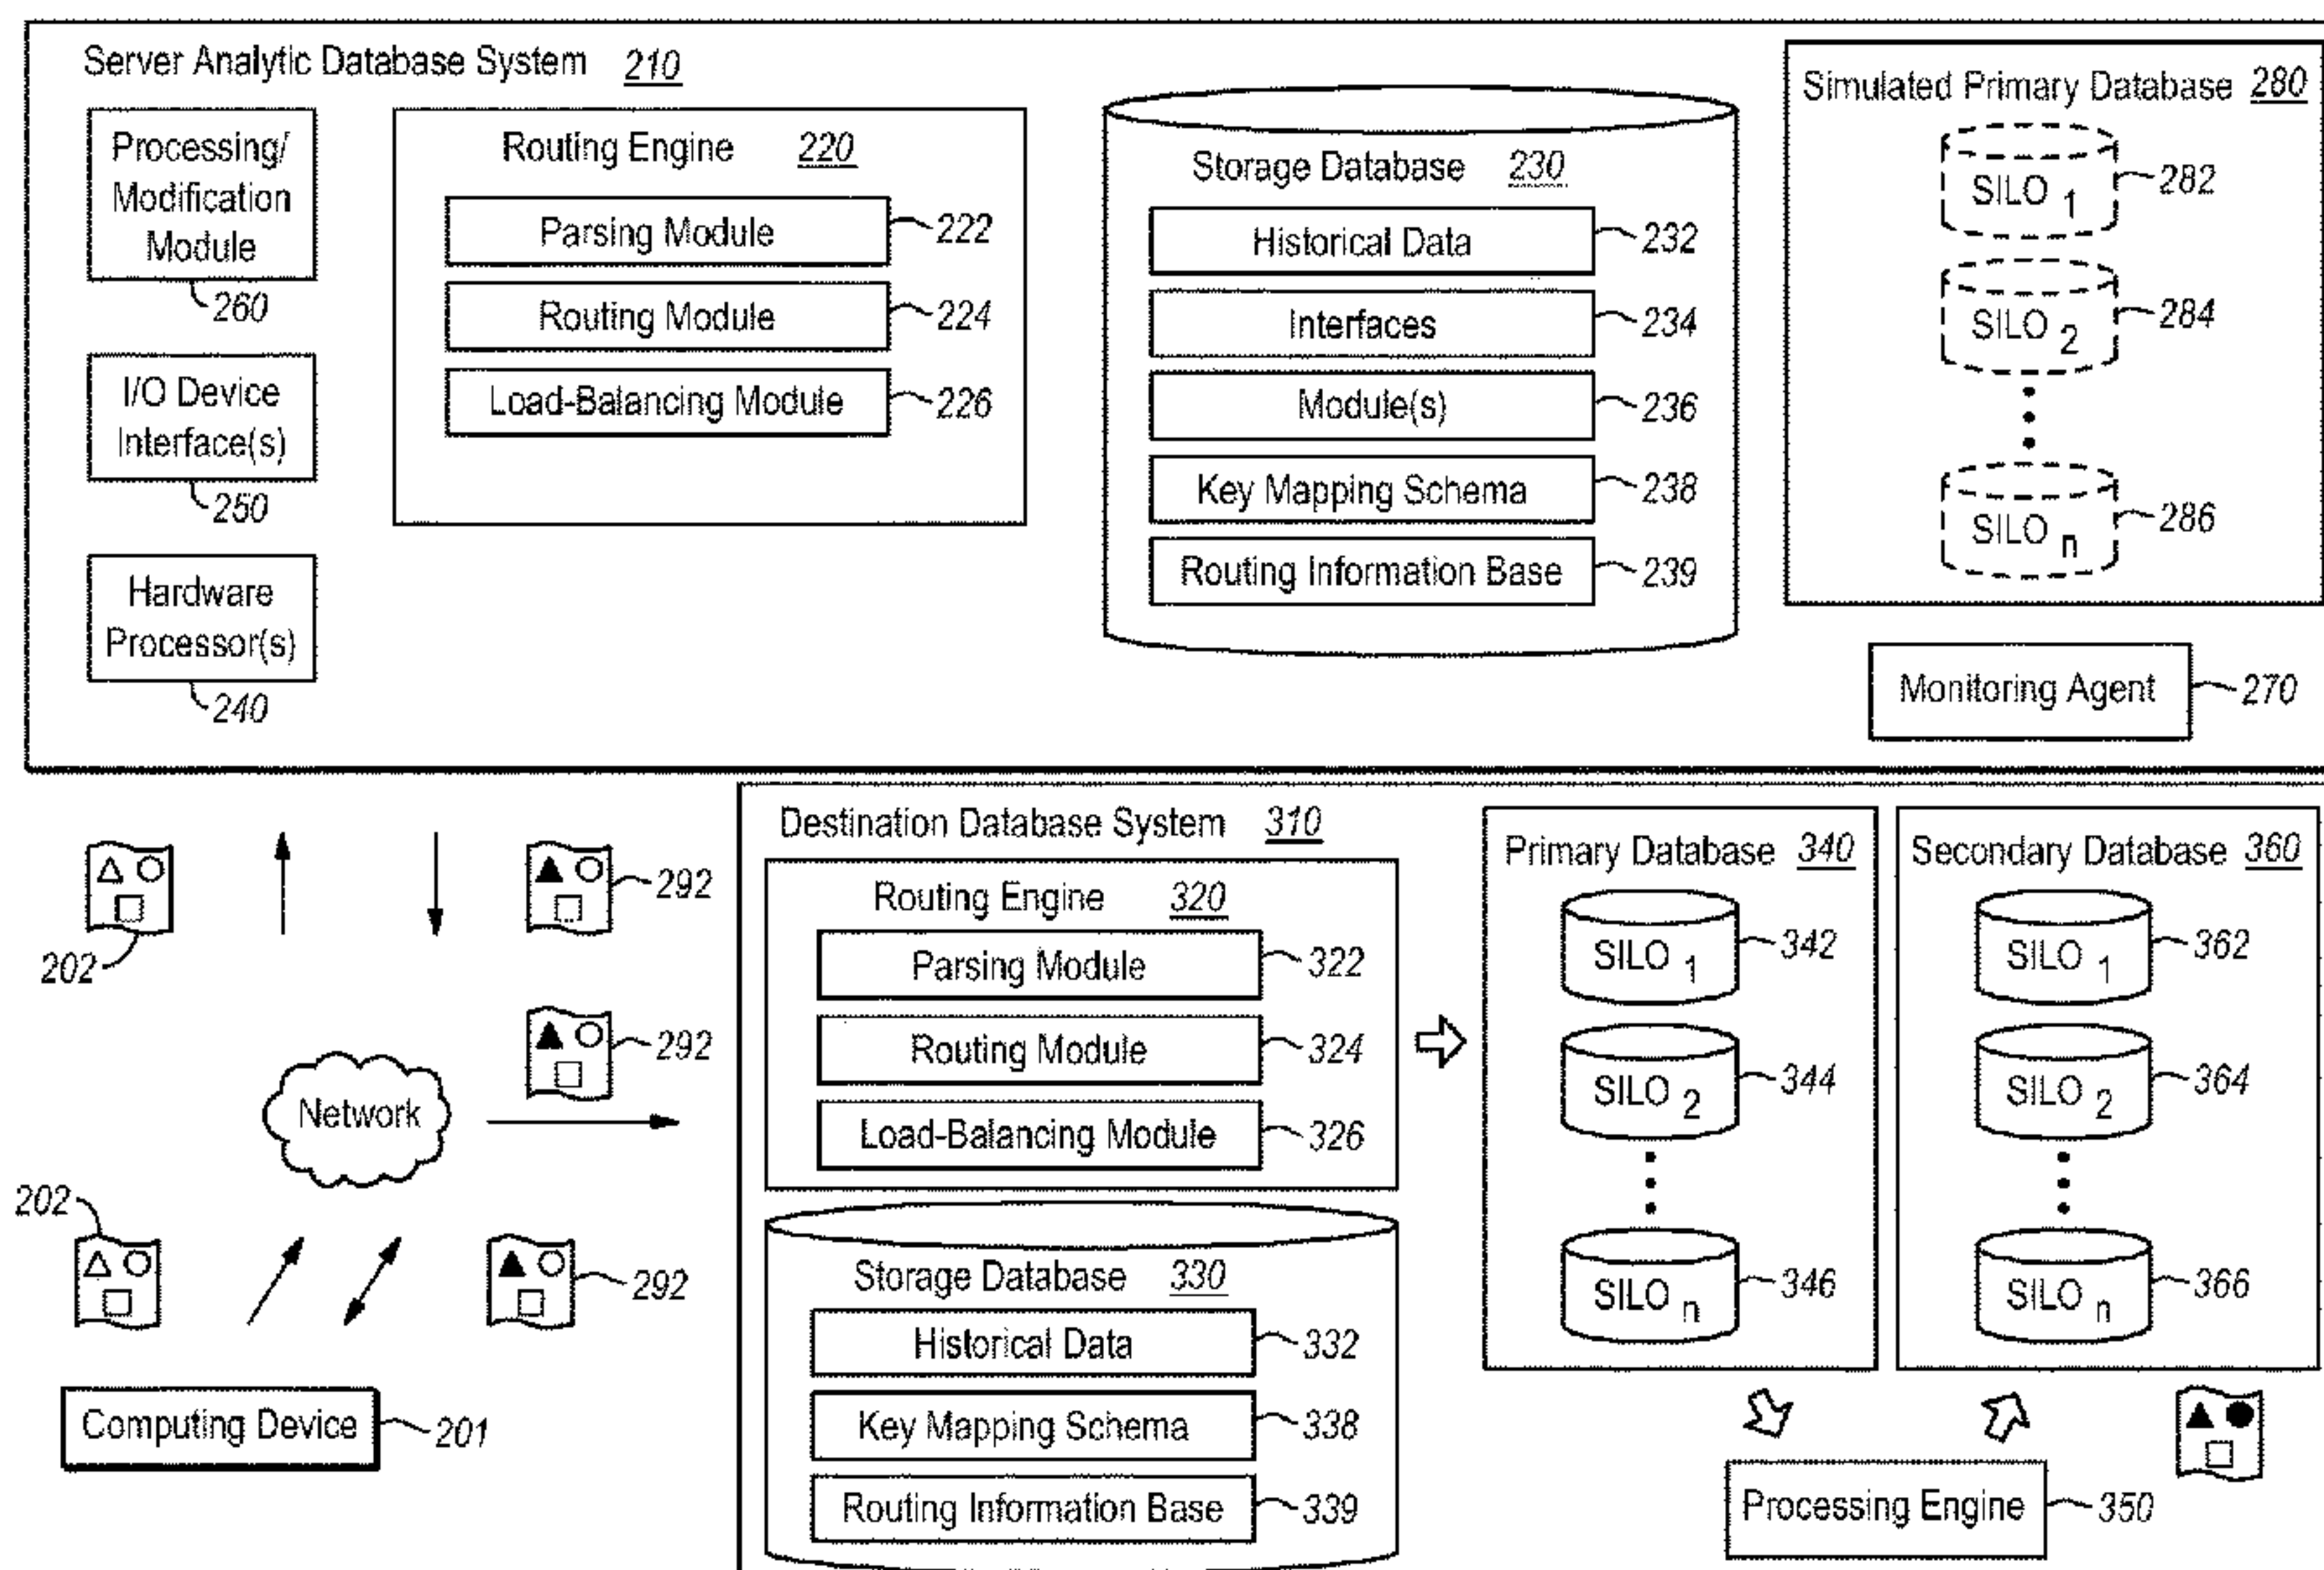 Server Analytic Database System 210
Processing/
Modification
Module
260
I/O Device
Interface(s)
250
Hardware
Processor(s)
240
Routing Engine 220
Parsing Module 222
Routing Module 224
Load-Balancing Module 226
Storage Database 230
Historical Data 232
Interfaces 234
Module(s) 236
Key Mapping Schema 238
Routing Information Base 239
Simulated Primary Database 280
SILO 1 282
SILO 2 284
SILO n 286
Monitoring Agent 270
202
292
292
Network
202
292
Computing Device 201
Destination Database System 310
Routing Engine 320
Parsing Module 322
Routing Module 324
Load-Balancing Module 326
Storage Database 330
Historical Data 332
Key Mapping Schema 338
Routing Information Base 339
Primary Database 340
SILO 1 342
SILO 2 344
SILO n 346
Secondary Database 360
SILO 1 362
SILO 2 364
SILO n 366
Processing Engine 350